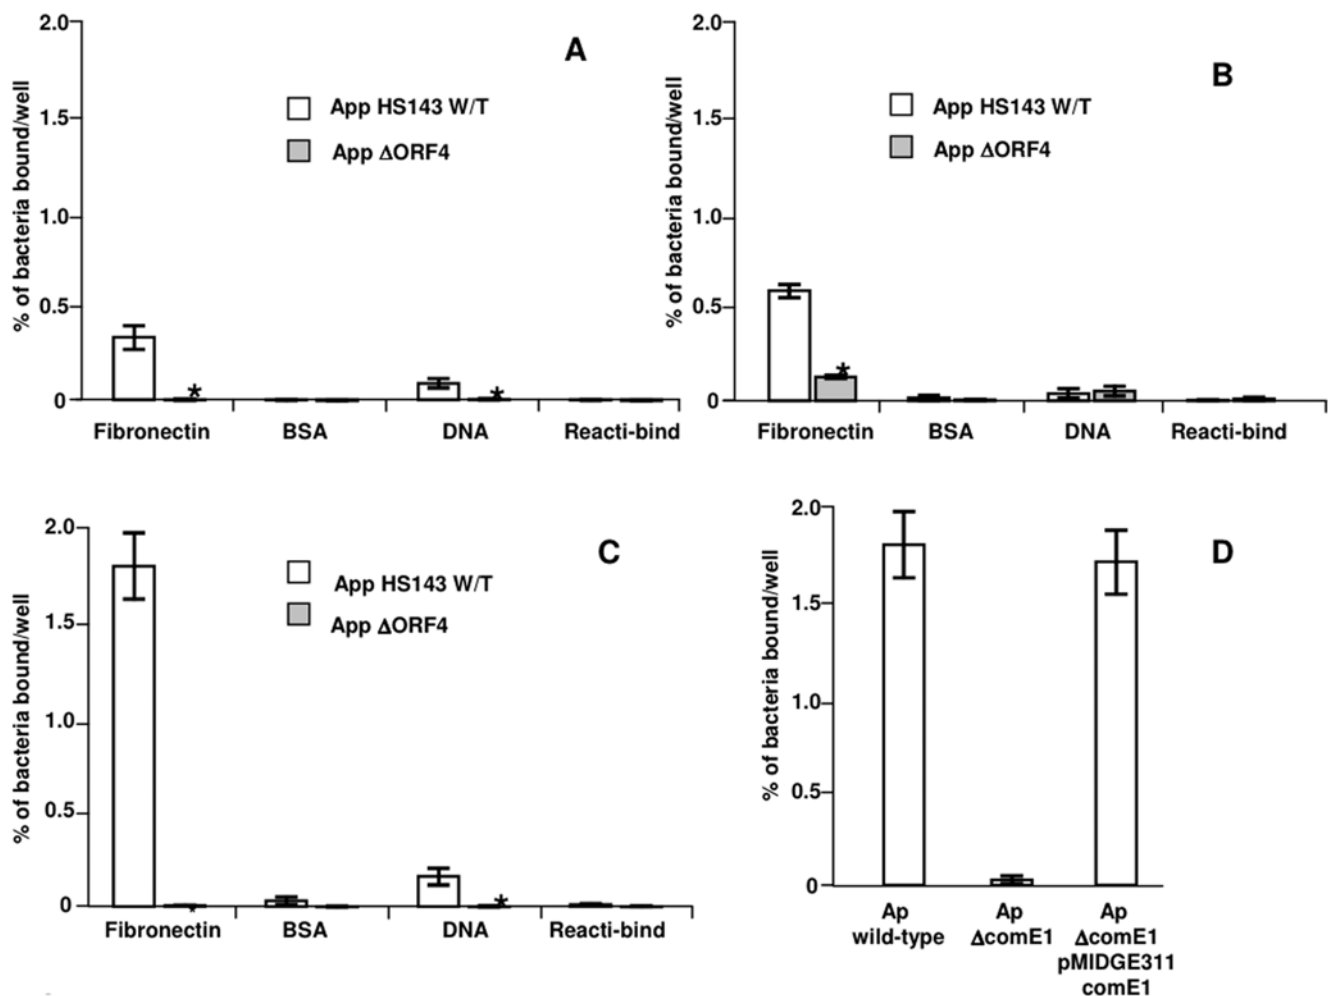 A
% of bacteria bound/well
2.0
1.5
1.0
0.5
0
App HS143 W/T
App ΔORF4
*
*
Fibronectin BSA DNA Reacti-bind
B
% of bacteria bound/well
2.0
1.5
1.0
0.5
0
App HS143 W/T
App ΔORF4
*
Fibronectin BSA DNA Reacti-bind
C
% of bacteria bound/well
2.0
1.5
1.0
0.5
0
App HS143 W/T
App ΔORF4
*
*
Fibronectin BSA DNA Reacti-bind
D
% of bacteria bound/well
2.0
1.5
1.0
0.5
0
Ap
wild-type
Ap
ΔcomE1
Ap
ΔcomE1
pMIDGE311
comE1